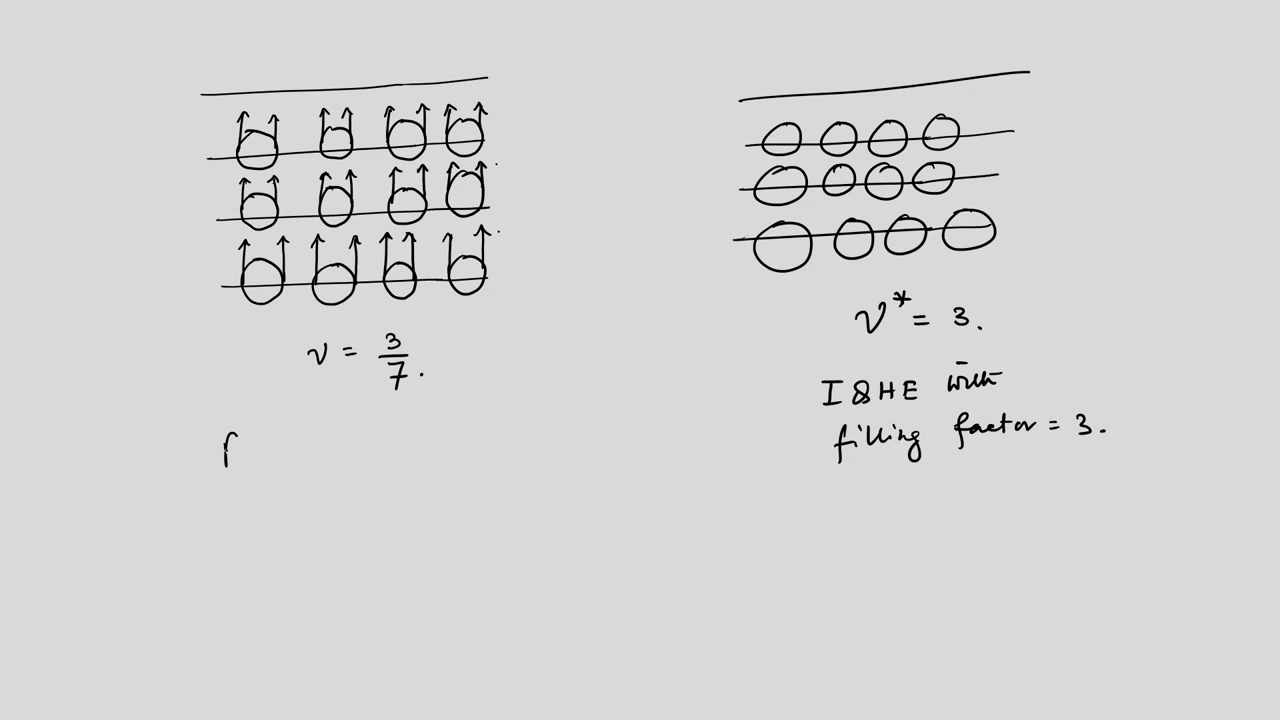 ν = 3/7.
ν* = 3.
IQHE with
filling factor = 3.